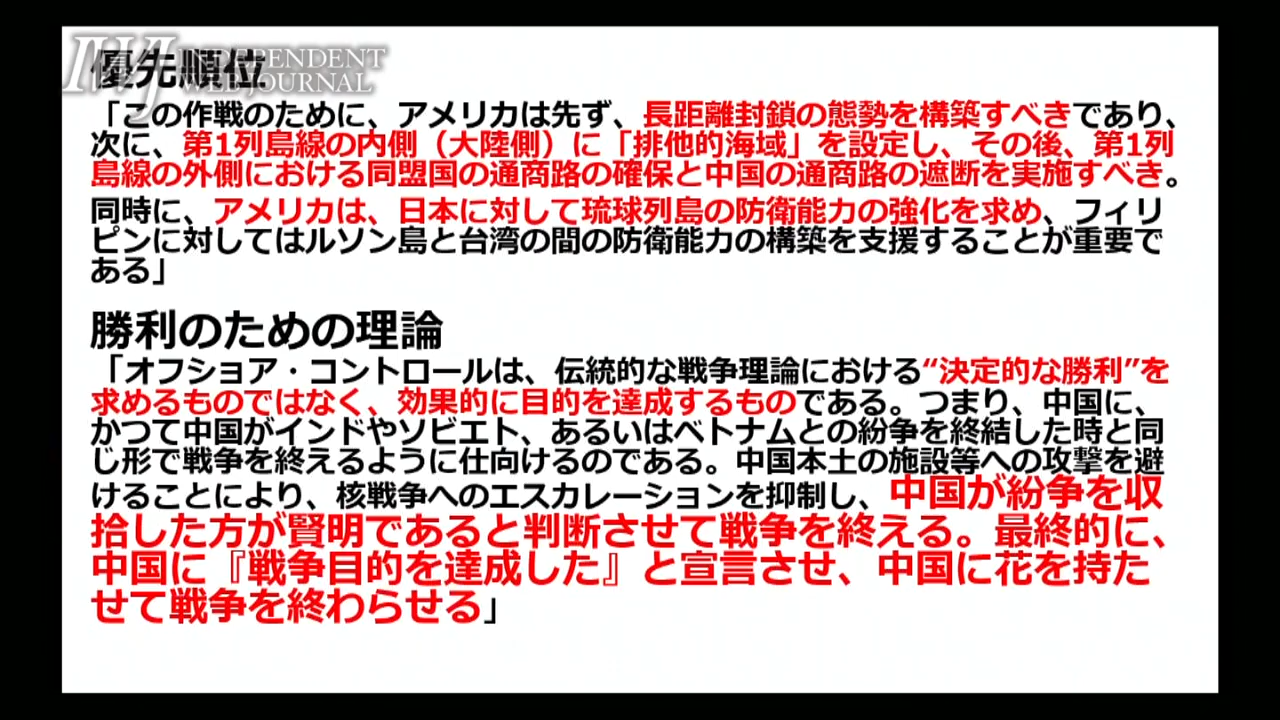 IWJ INDEPENDENT
WEB JOURNAL
優先順位
「この作戦のために、アメリカは先ず、長距離封鎖の態勢を構築すべきであり、
次に、第1列島線の内側（大陸側）に「排他的海域」を設定し、その後、第1列
島線の外側における同盟国の通商路の確保と中国の通商路の遮断を実施すべき。
同時に、アメリカは、日本に対して琉球列島の防衛能力の強化を求め、フィリ
ピンに対してはルソン島と台湾の間の防衛能力の構築を支援することが重要で
ある」
勝利のための理論
「オフショア・コントロールは、伝統的な戦争理論における“決定的な勝利”を
求めるものではなく、効果的に目的を達成するものである。つまり、中国に、
かつて中国がインドやソビエト、あるいはベトナムとの紛争を終結した時と同
じ形で戦争を終えるように仕向けるのである。中国本土の施設等への攻撃を避
けることにより、核戦争へのエスカレーションを抑制し、中国が紛争を収
拾した方が賢明であると判断させて戦争を終える。最終的に、
中国に『戦争目的を達成した』と宣言させ、中国に花を持た
せて戦争を終わらせる」